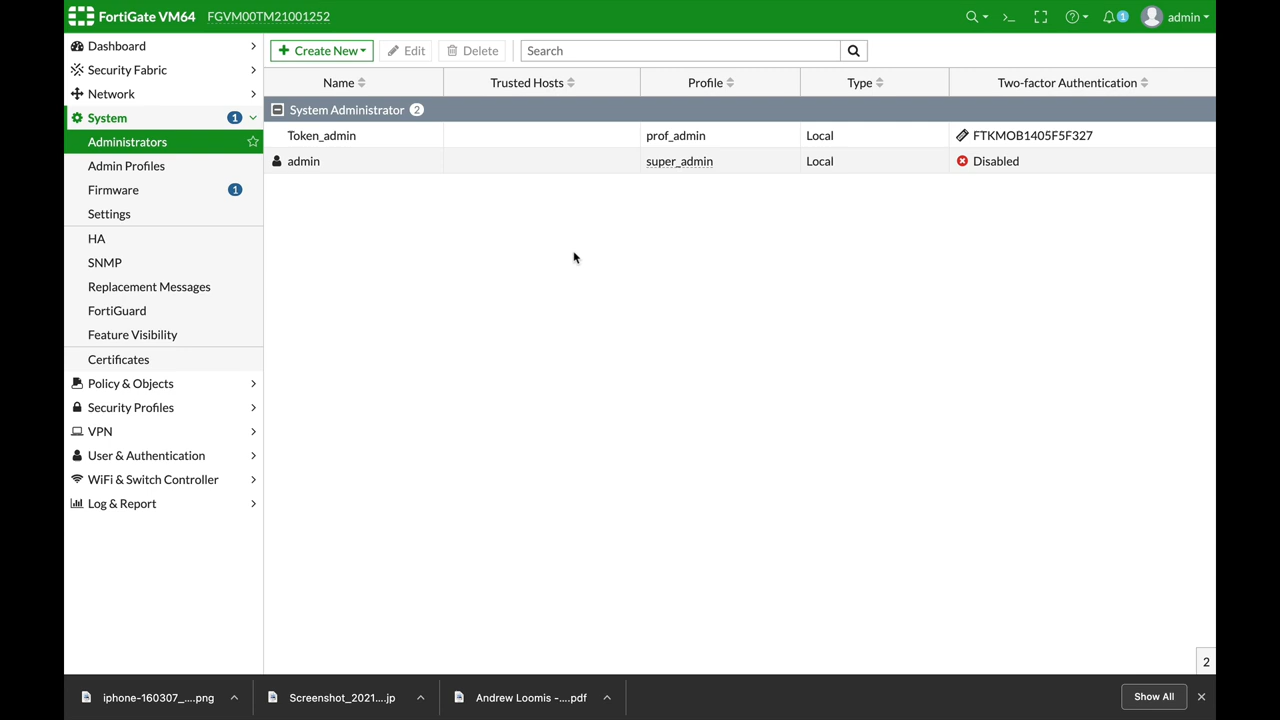 FortiGate VM64 FGVM00TM21001252 1 admin
Dashboard
Security Fabric
Network
System 1
Administrators
Admin Profiles
Firmware 1
Settings
HA
SNMP
Replacement Messages
FortiGuard
Feature Visibility
Certificates
Policy & Objects
Security Profiles
VPN
User & Authentication
WiFi & Switch Controller
Log & Report
+ Create New Edit Delete Search
Name Trusted Hosts Profile Type Two-factor Authentication
System Administrator 2
Token_admin prof_admin Local FTKMOB1405F5F327
admin super_admin Local Disabled
2
iphone-160307_....png Screenshot_2021....jp Andrew Loomis -....pdf Show All